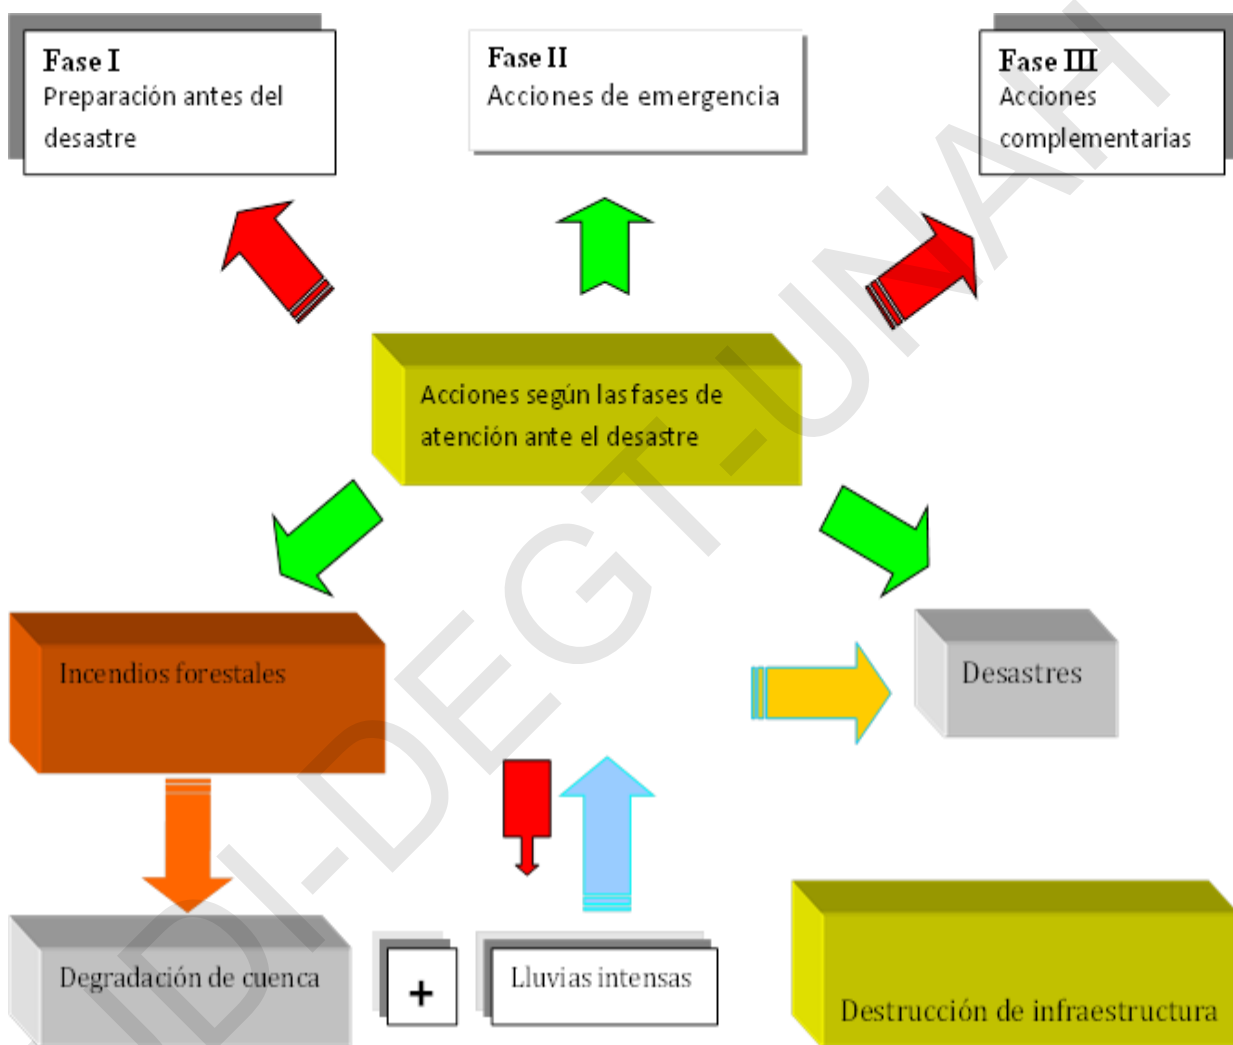 Fase I
Preparación antes del
desastre
Fase II
Acciones de emergencia
Fase III
Acciones
complementarias
Acciones según las fases de
atención ante el desastre
Incendios forestales
Desastres
Degradación de cuenca
+
Lluvias intensas
Destrucción de infraestructura
DI-DEGT-UNAH